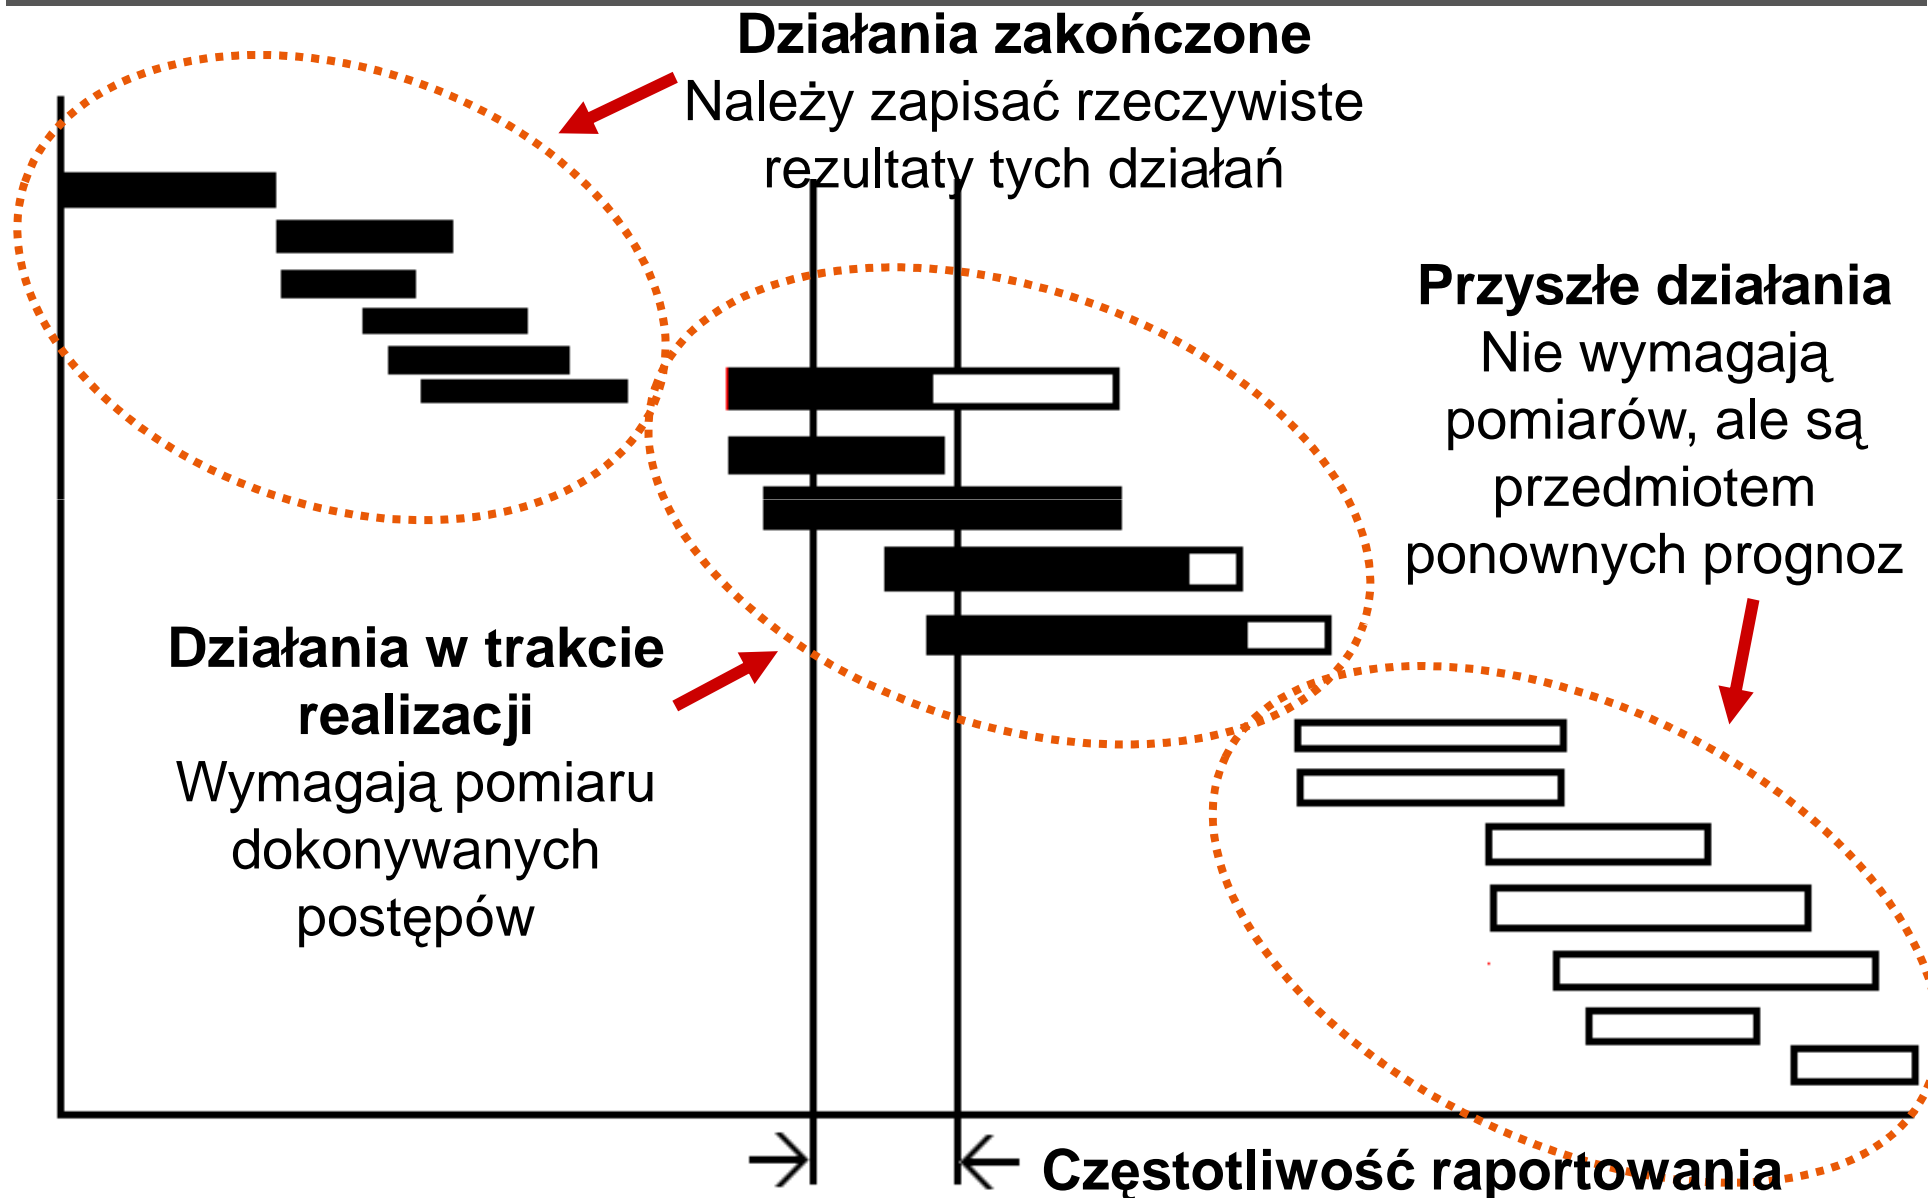 Działania zakończone
Należy zapisać rzeczywiste
rezultaty tych działań
Przyszłe działania
Nie wymagają
pomiarów, ale są
przedmiotem
ponownych prognoz
Działania w trakcie
realizacji
Wymagają pomiaru
dokonywanych
postępów
Częstotliwość raportowania